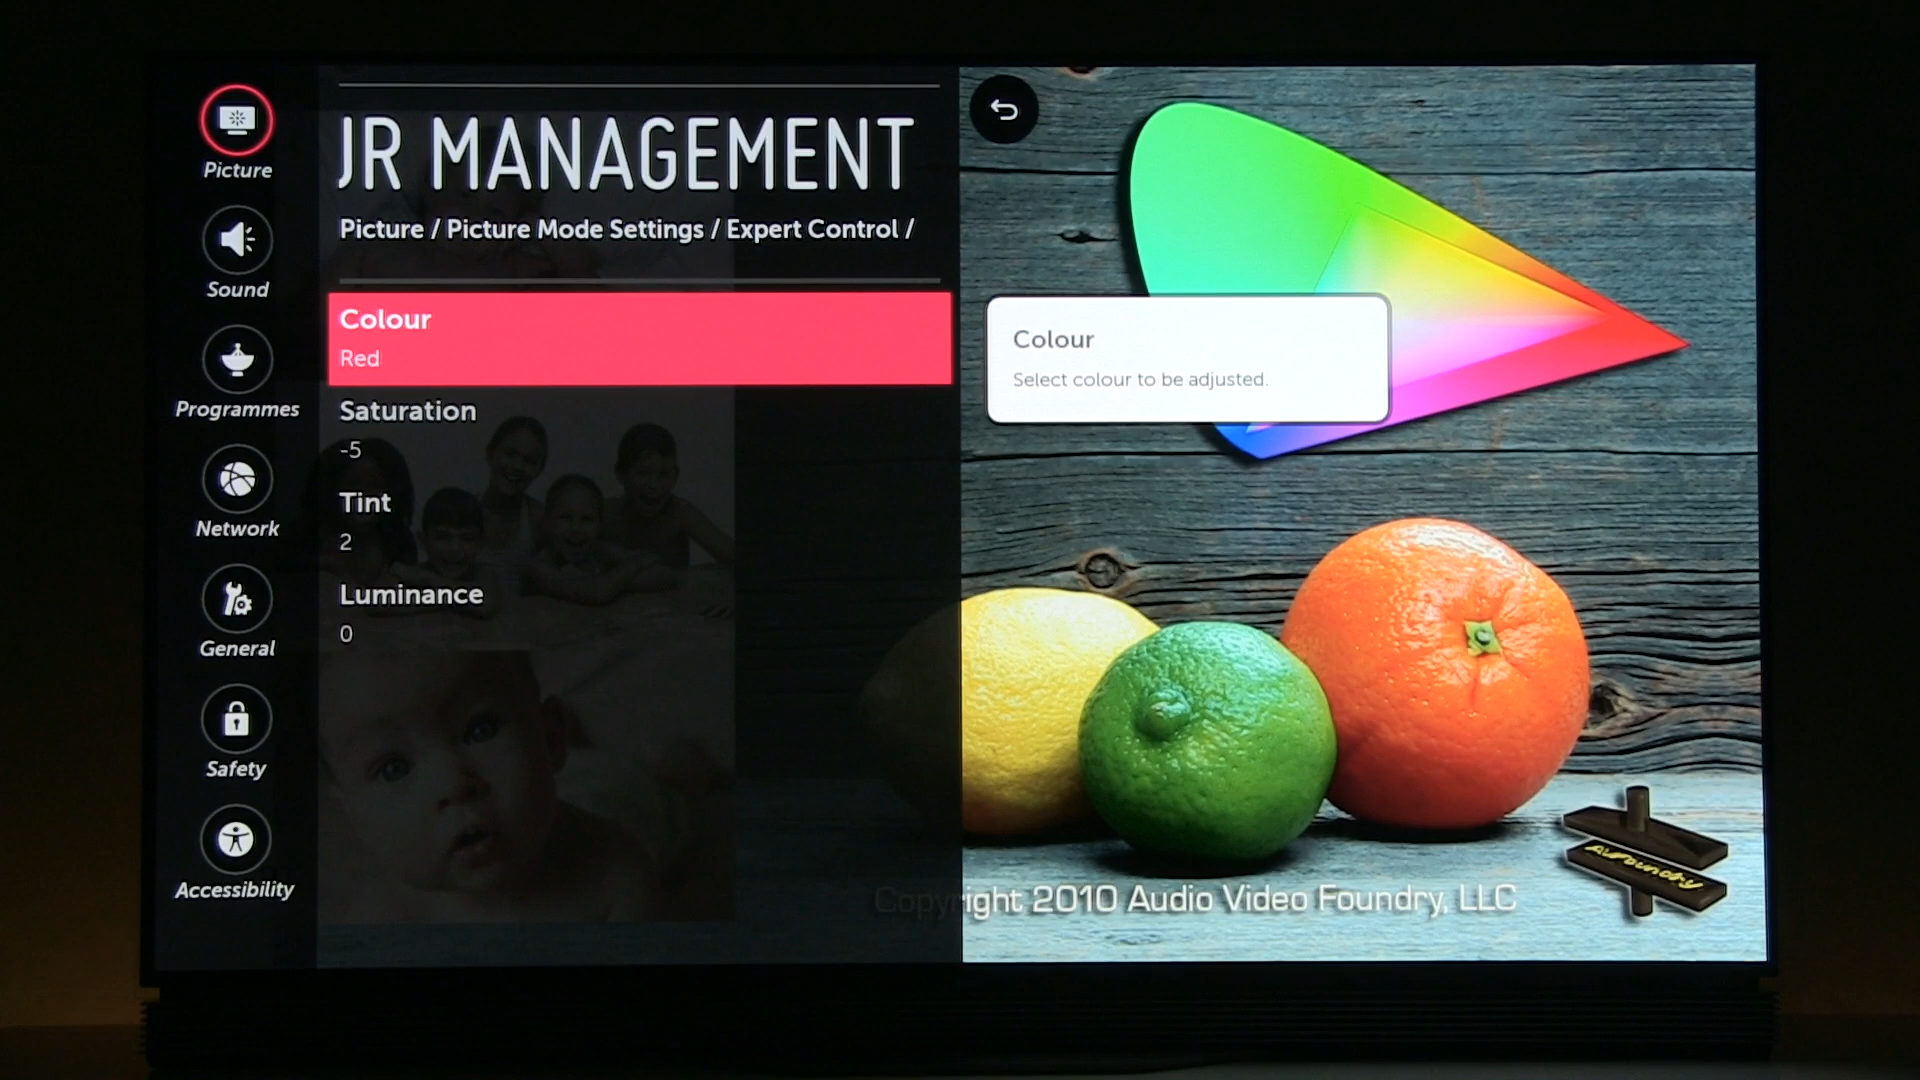 Picture
Sound
Programmes
Network
General
Safety
Accessibility
JR MANAGEMENT
Picture / Picture Mode Settings / Expert Control /
Colour
Red
Saturation
-5
Tint
2
Luminance
0
Colour
Select colour to be adjusted.
Copyright 2010 Audio Video Foundry, LLC
AVFoundry